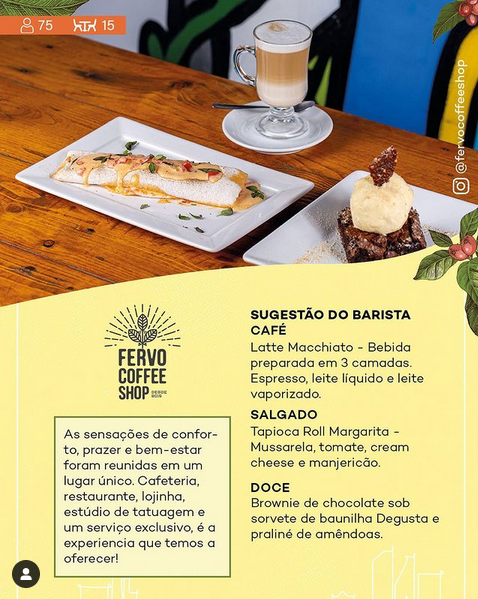 75 15
@fervocoffeeshop
FERVO
COFFEE
SHOP DESDE
2015
As sensações de confor-
to, prazer e bem-estar
foram reunidas em um
lugar único. Cafeteria,
restaurante, lojinha,
estúdio de tatuagem e
um serviço exclusivo, é a
experiencia que temos a
oferecer!
SUGESTÃO DO BARISTA
CAFÉ
Latte Macchiato - Bebida
preparada em 3 camadas.
Espresso, leite líquido e leite
vaporizado.
SALGADO
Tapioca Roll Margarita -
Mussarela, tomate, cream
cheese e manjericão.
DOCE
Brownie de chocolate sob
sorvete de baunilha Degusta e
praliné de amêndoas.